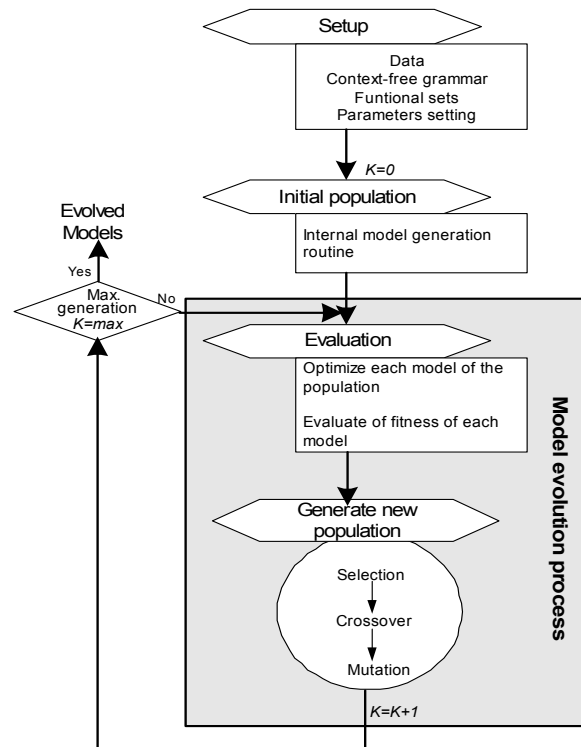 Setup
Data
Context-free grammar
Funtional sets
Parameters setting
K=0
Initial population
Internal model generation
routine
Evolved
Models
Yes
Max.
generation
K=max
No
Evaluation
Optimize each model of the
population
Evaluate of fitness of each
model
Generate new
population
Selection
Crossover
Mutation
K=K+1
Model evolution process